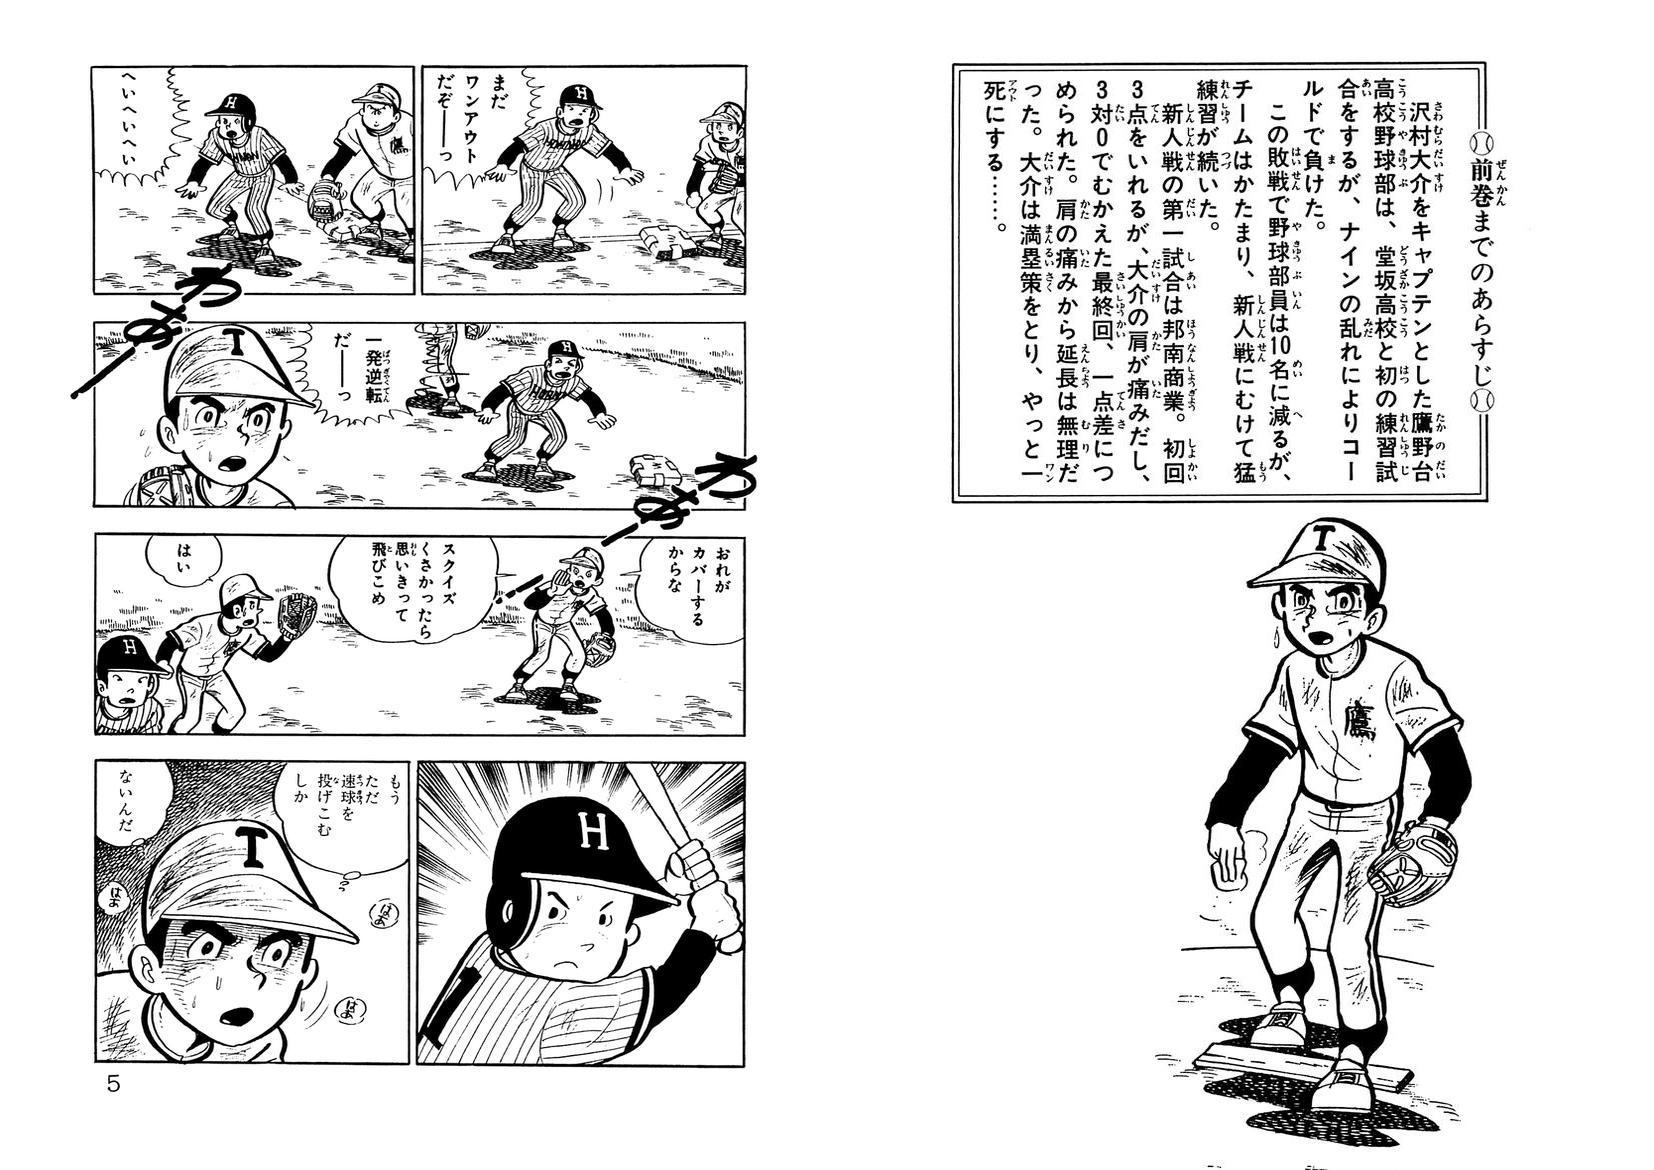 前巻までのあらすじ
沢村大介をキャプテンとした鷹野台
高校野球部は、堂坂高校と初の練習試
合をするが、ナインの乱れによりコー
ルドで負けた。
この敗戦で野球部員は10名に減るが、
チームはかたまり、新人戦にむけて猛
練習が続いた。
新人戦の第一試合は邦南商業。初回
3点をいれるが、大介の肩が痛みだし、
3対0でむかえた最終回、一点差につ
められた。肩の痛みから延長は無理だ
った。大介は満塁策をとり、やっと一
死にする……。
T
鷹
まだ
ワンアウト
だぞーーっ
H
T
へいへいへい
H
T
鷹
わあー
一発逆転
だーーっ
H
T
わあー
おれが
カバーする
からな
スクイズ
くさかったら
思いきって
飛びこめ
はい
T
H
H
もう
ただ
速球を
投げこむ
しか
ないんだ
はあ
はあ
はあ
T
5